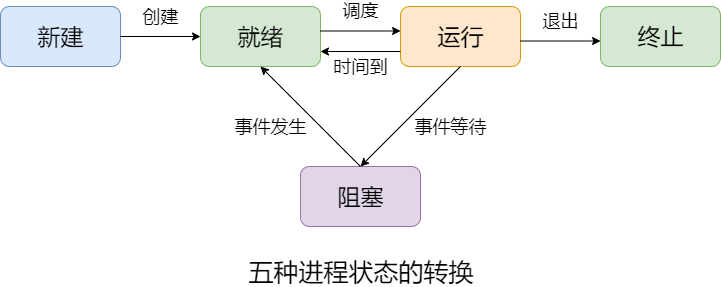 新建
创建
就绪
调度
时间到
运行
退出
终止
事件发生
事件等待
阻塞
五种进程状态的转换